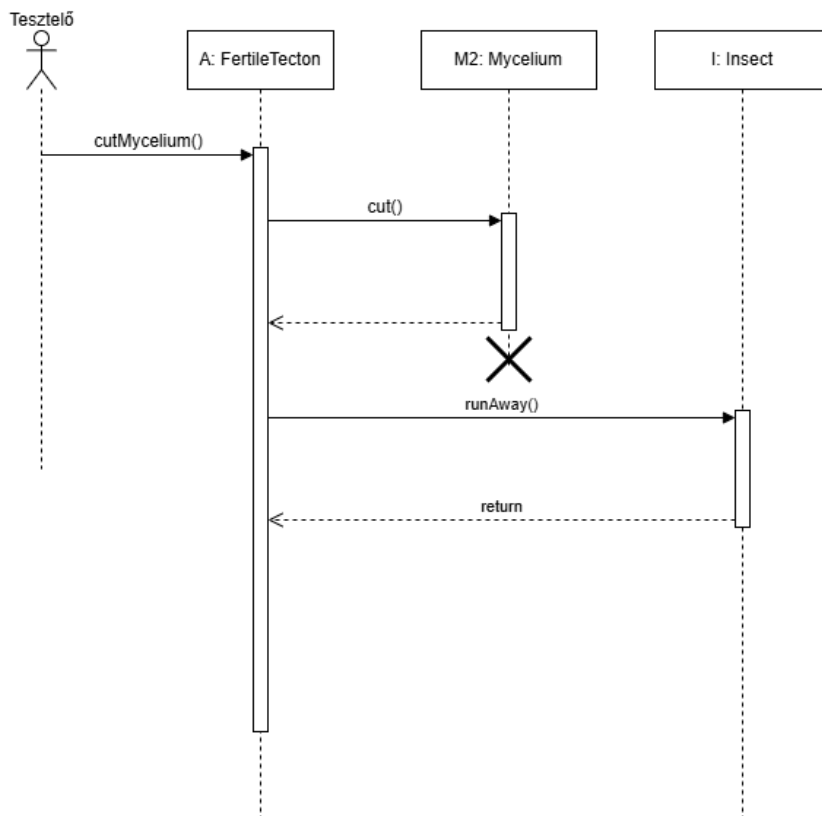 Tesztelő
A: FertileTecton
M2: Mycelium
I: Insect
cutMycelium()
cut()
runAway()
return